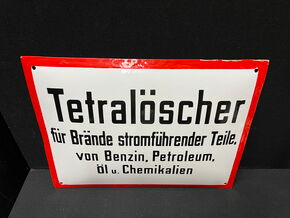 Tetralöscher
für Brände stromführender Teile,
von Benzin, Petroleum,
Öl u. Chemikalien